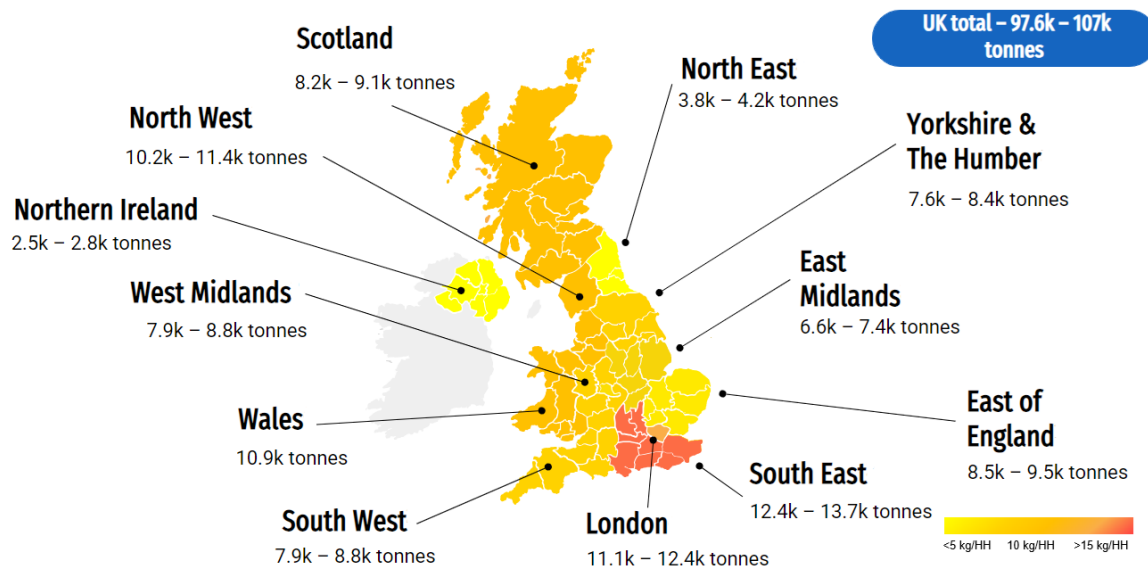 UK total – 97.6k – 107k
tonnes
Scotland
8.2k – 9.1k tonnes
North East
3.8k – 4.2k tonnes
North West
10.2k – 11.4k tonnes
Yorkshire &
The Humber
7.6k – 8.4k tonnes
Northern Ireland
2.5k – 2.8k tonnes
East
Midlands
6.6k – 7.4k tonnes
West Midlands
7.9k – 8.8k tonnes
Wales
10.9k tonnes
East of
England
8.5k – 9.5k tonnes
South East
12.4k – 13.7k tonnes
South West
7.9k – 8.8k tonnes
London
11.1k – 12.4k tonnes
<5 kg/HH 10 kg/HH >15 kg/HH